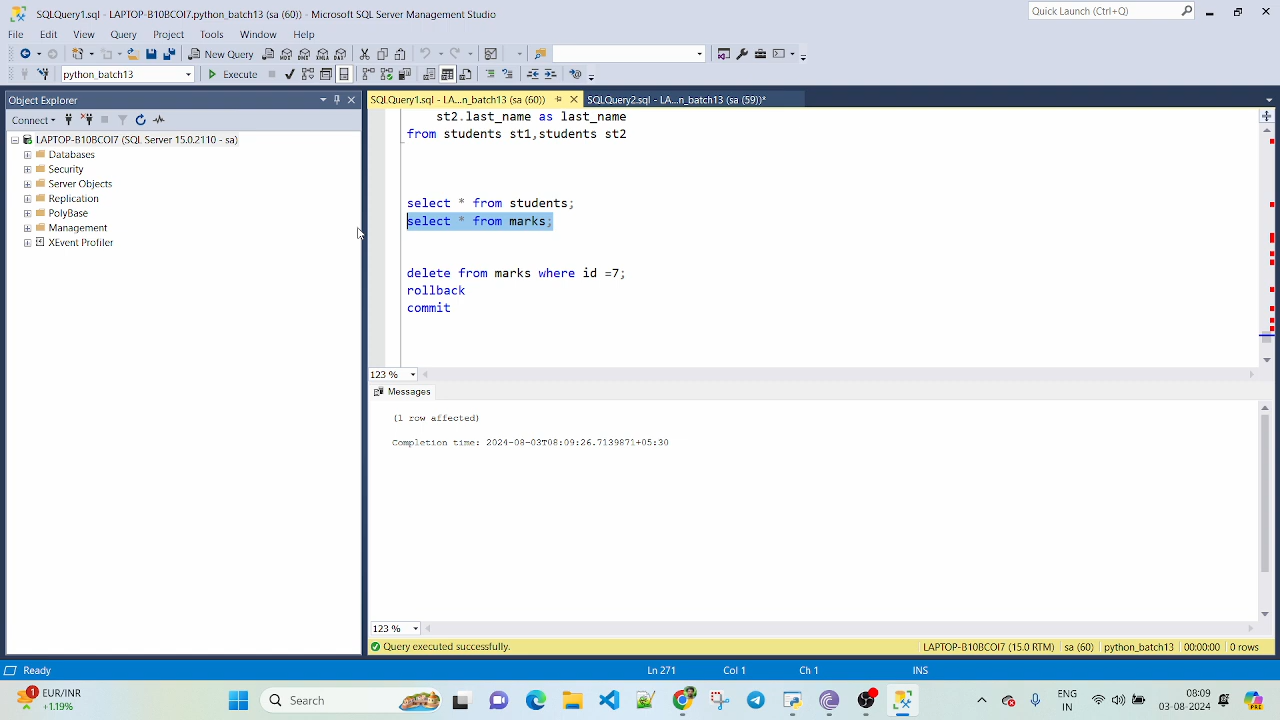 SQLQuery1.sql - LAPTOP-B10BCOI7.python_batch13 (sa (60)) - Microsoft SQL Server Management Studio
Quick Launch (Ctrl+Q)
File Edit View Query Project Tools Window Help
New Query
python_batch13 Execute
Object Explorer
Connect
LAPTOP-B10BCOI7 (SQL Server 15.0.2110 - sa)
Databases
Security
Server Objects
Replication
PolyBase
Management
XEvent Profiler
SQLQuery1.sql - LA...n_batch13 (sa (60)) SQLQuery2.sql - LA...n_batch13 (sa (59))*
st2.last_name as last_name
from students st1,students st2
select * from students;
select * from marks;
delete from marks where id =7;
rollback
commit
123 %
Messages
(1 row affected)
Completion time: 2024-08-03T08:09:26.7139871+05:30
123 %
Query executed successfully. LAPTOP-B10BCOI7 (15.0 RTM) sa (60) python_batch13 00:00:00 0 rows
Ready Ln 271 Col 1 Ch 1 INS
1 EUR/INR
+1.19%
Search
ENG
IN
08:09
03-08-2024